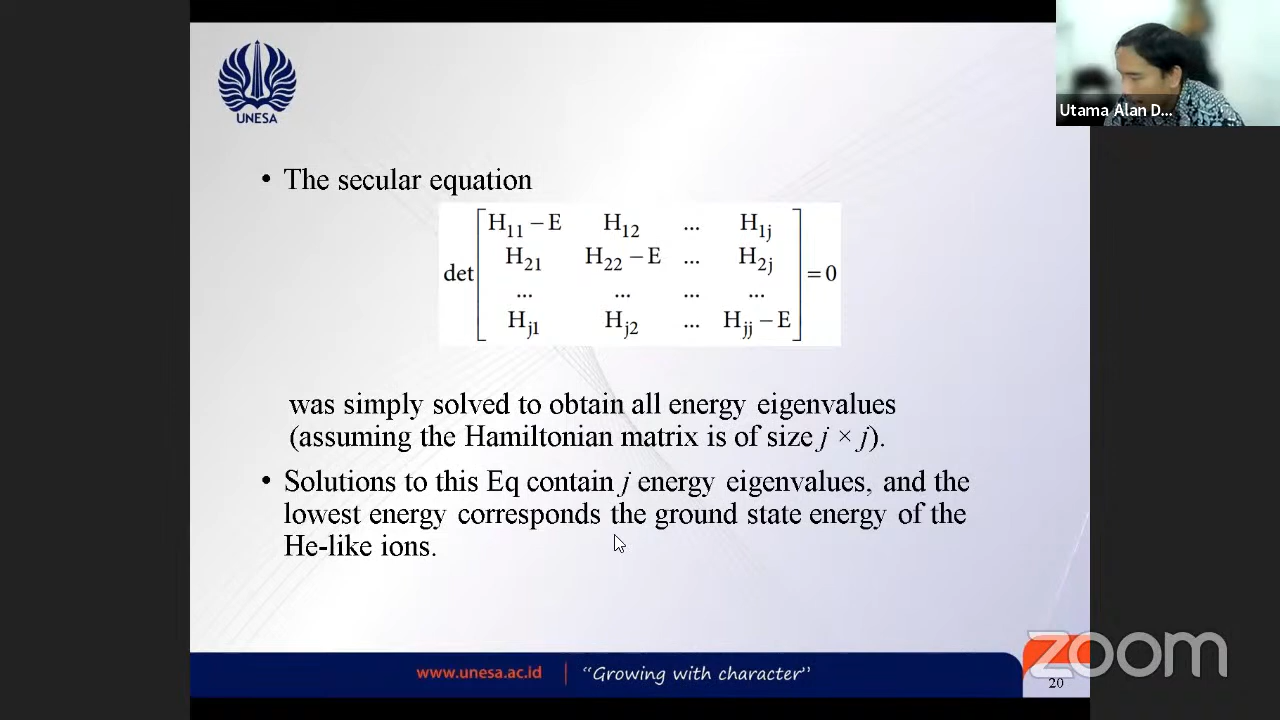 UNESA
Utama Alan D...
• The secular equation
det [ H11 – E H12 ... H1j
H21 H22 – E ... H2j
... ... ... ...
Hj1 Hj2 ... Hjj – E ] = 0
was simply solved to obtain all energy eigenvalues
(assuming the Hamiltonian matrix is of size j × j).
• Solutions to this Eq contain j energy eigenvalues, and the
lowest energy corresponds the ground state energy of the
He-like ions.
www.unesa.ac.id | “Growing with character”
zoom
20